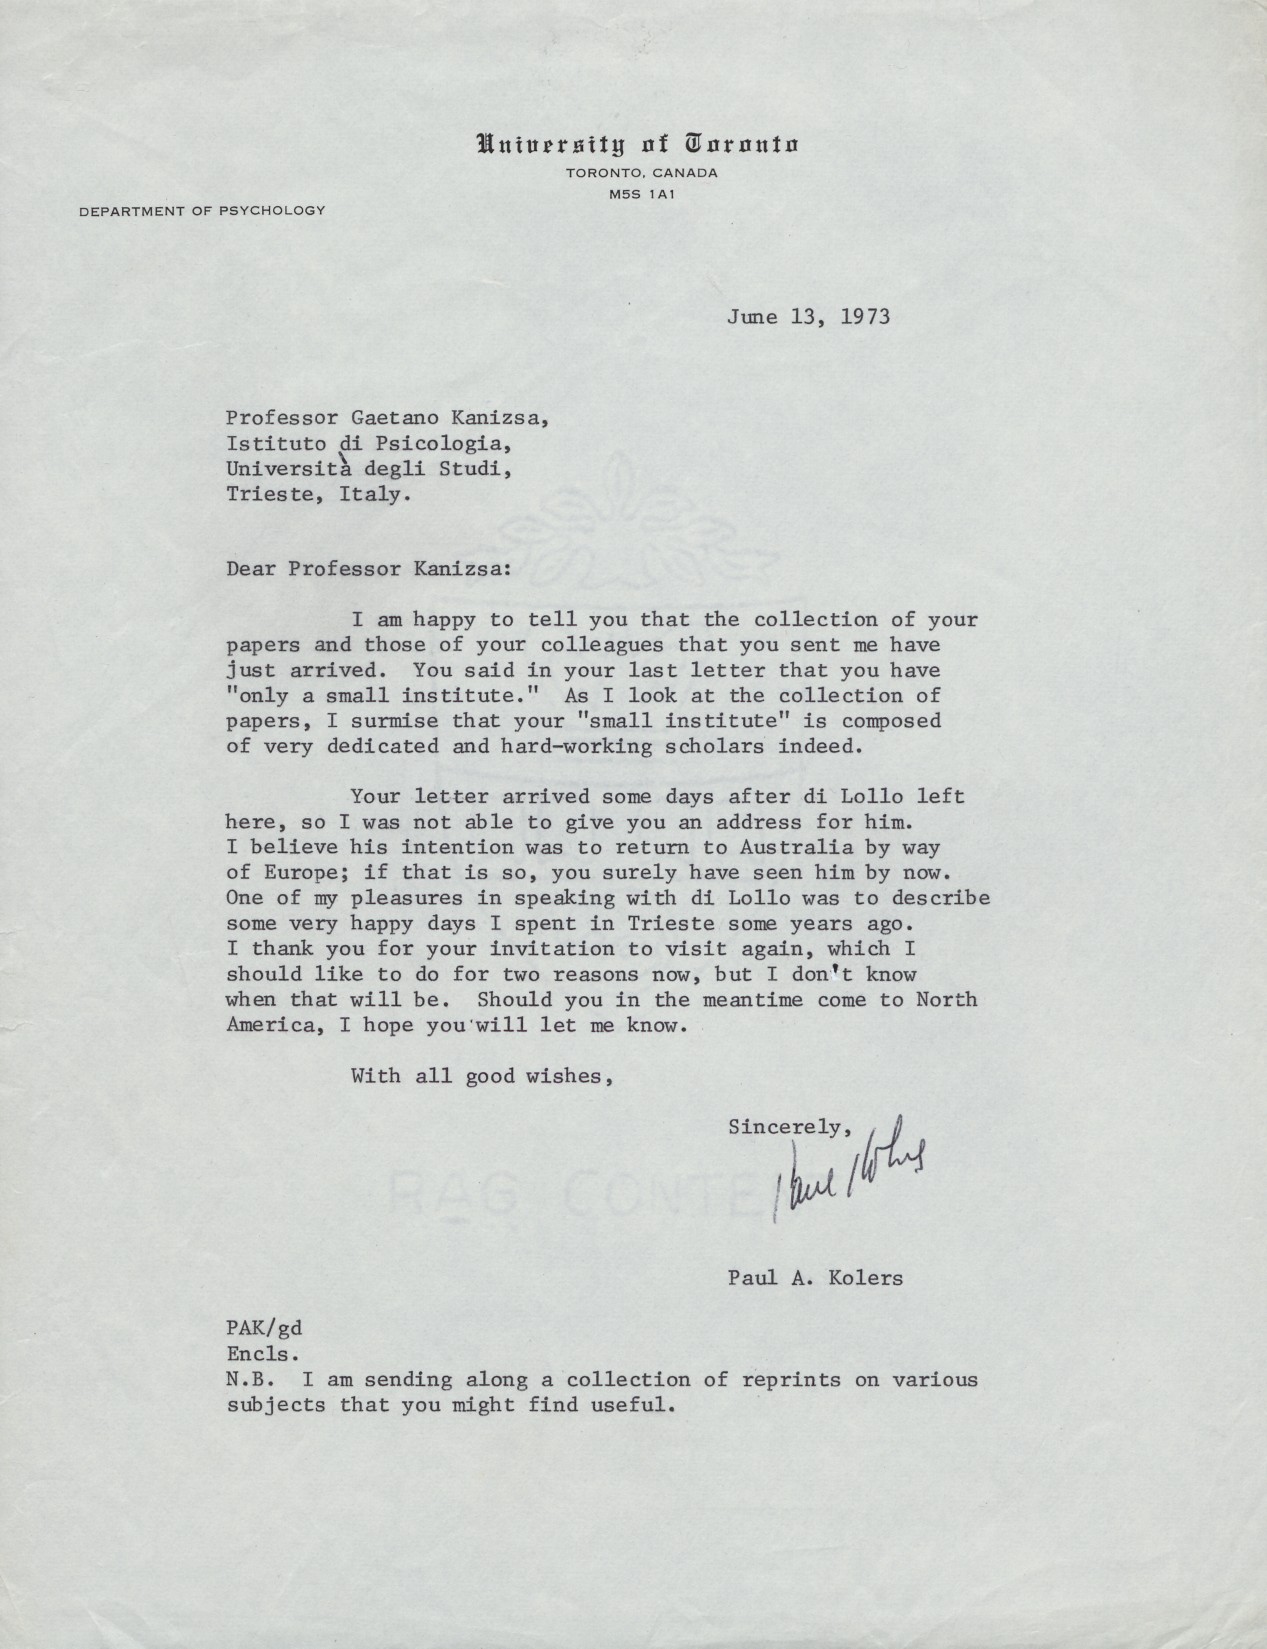 University of Toronto
TORONTO, CANADA
M5S 1A1
DEPARTMENT OF PSYCHOLOGY
June 13, 1973
Professor Gaetano Kanizsa,
Istituto di Psicologia,
Università degli Studi,
Trieste, Italy.
Dear Professor Kanizsa:
I am happy to tell you that the collection of your
papers and those of your colleagues that you sent me have
just arrived. You said in your last letter that you have
"only a small institute." As I look at the collection of
papers, I surmise that your "small institute" is composed
of very dedicated and hard-working scholars indeed.
Your letter arrived some days after di Lollo left
here, so I was not able to give you an address for him.
I believe his intention was to return to Australia by way
of Europe; if that is so, you surely have seen him by now.
One of my pleasures in speaking with di Lollo was to describe
some very happy days I spent in Trieste some years ago.
I thank you for your invitation to visit again, which I
should like to do for two reasons now, but I don't know
when that will be. Should you in the meantime come to North
America, I hope you will let me know.
With all good wishes,
Sincerely,
Paul Kolers
RAG CONTE
Paul A. Kolers
PAK/gd
Encls.
N.B. I am sending along a collection of reprints on various
subjects that you might find useful.